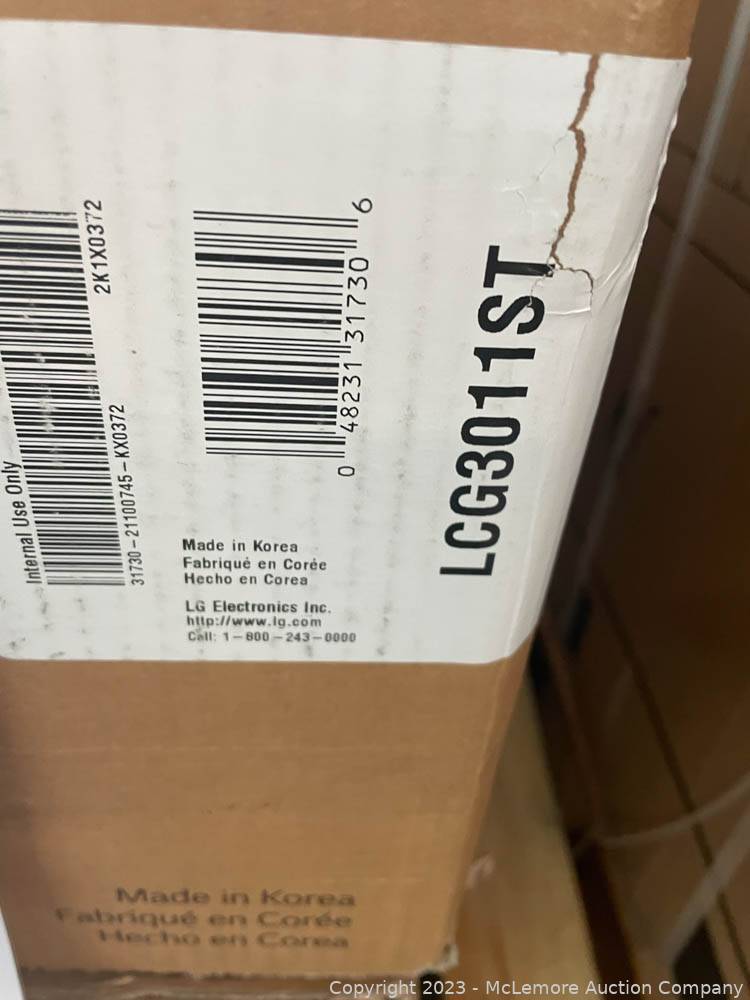 Internal Use Only
2K1X0372
31730-21100745-KX0372
0 48231 31730 6
LCG3011ST
Made in Korea
Fabriqué en Corée
Hecho en Corea
LG Electronics Inc.
http://www.lg.com
Call: 1-800-243-0000
Made in Korea
Fabriqué en Corée
Hecho en Corea
Copyright 2023 - McLemore Auction Company